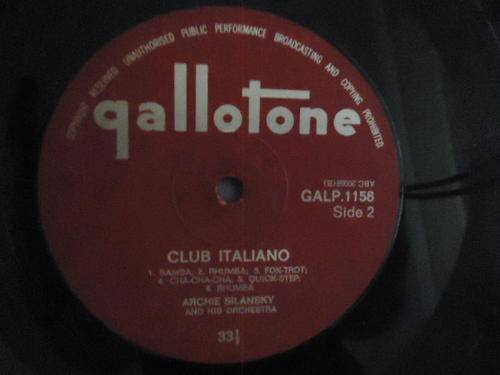 COPYRIGHT RESERVED. UNAUTHORISED PUBLIC PERFORMANCE BROADCASTING AND COPYING PROHIBITED.
gallotone
GALP.1158
Side 2
CLUB ITALIANO
1. BAMBA; 2. RHUMBA; 3. FOX-TROT;
4. CHA-CHA-CHA; 5. QUICK-STEP;
6. RHUMBA
ARCHIE SILANSKY
AND HIS ORCHESTRA
33⅓